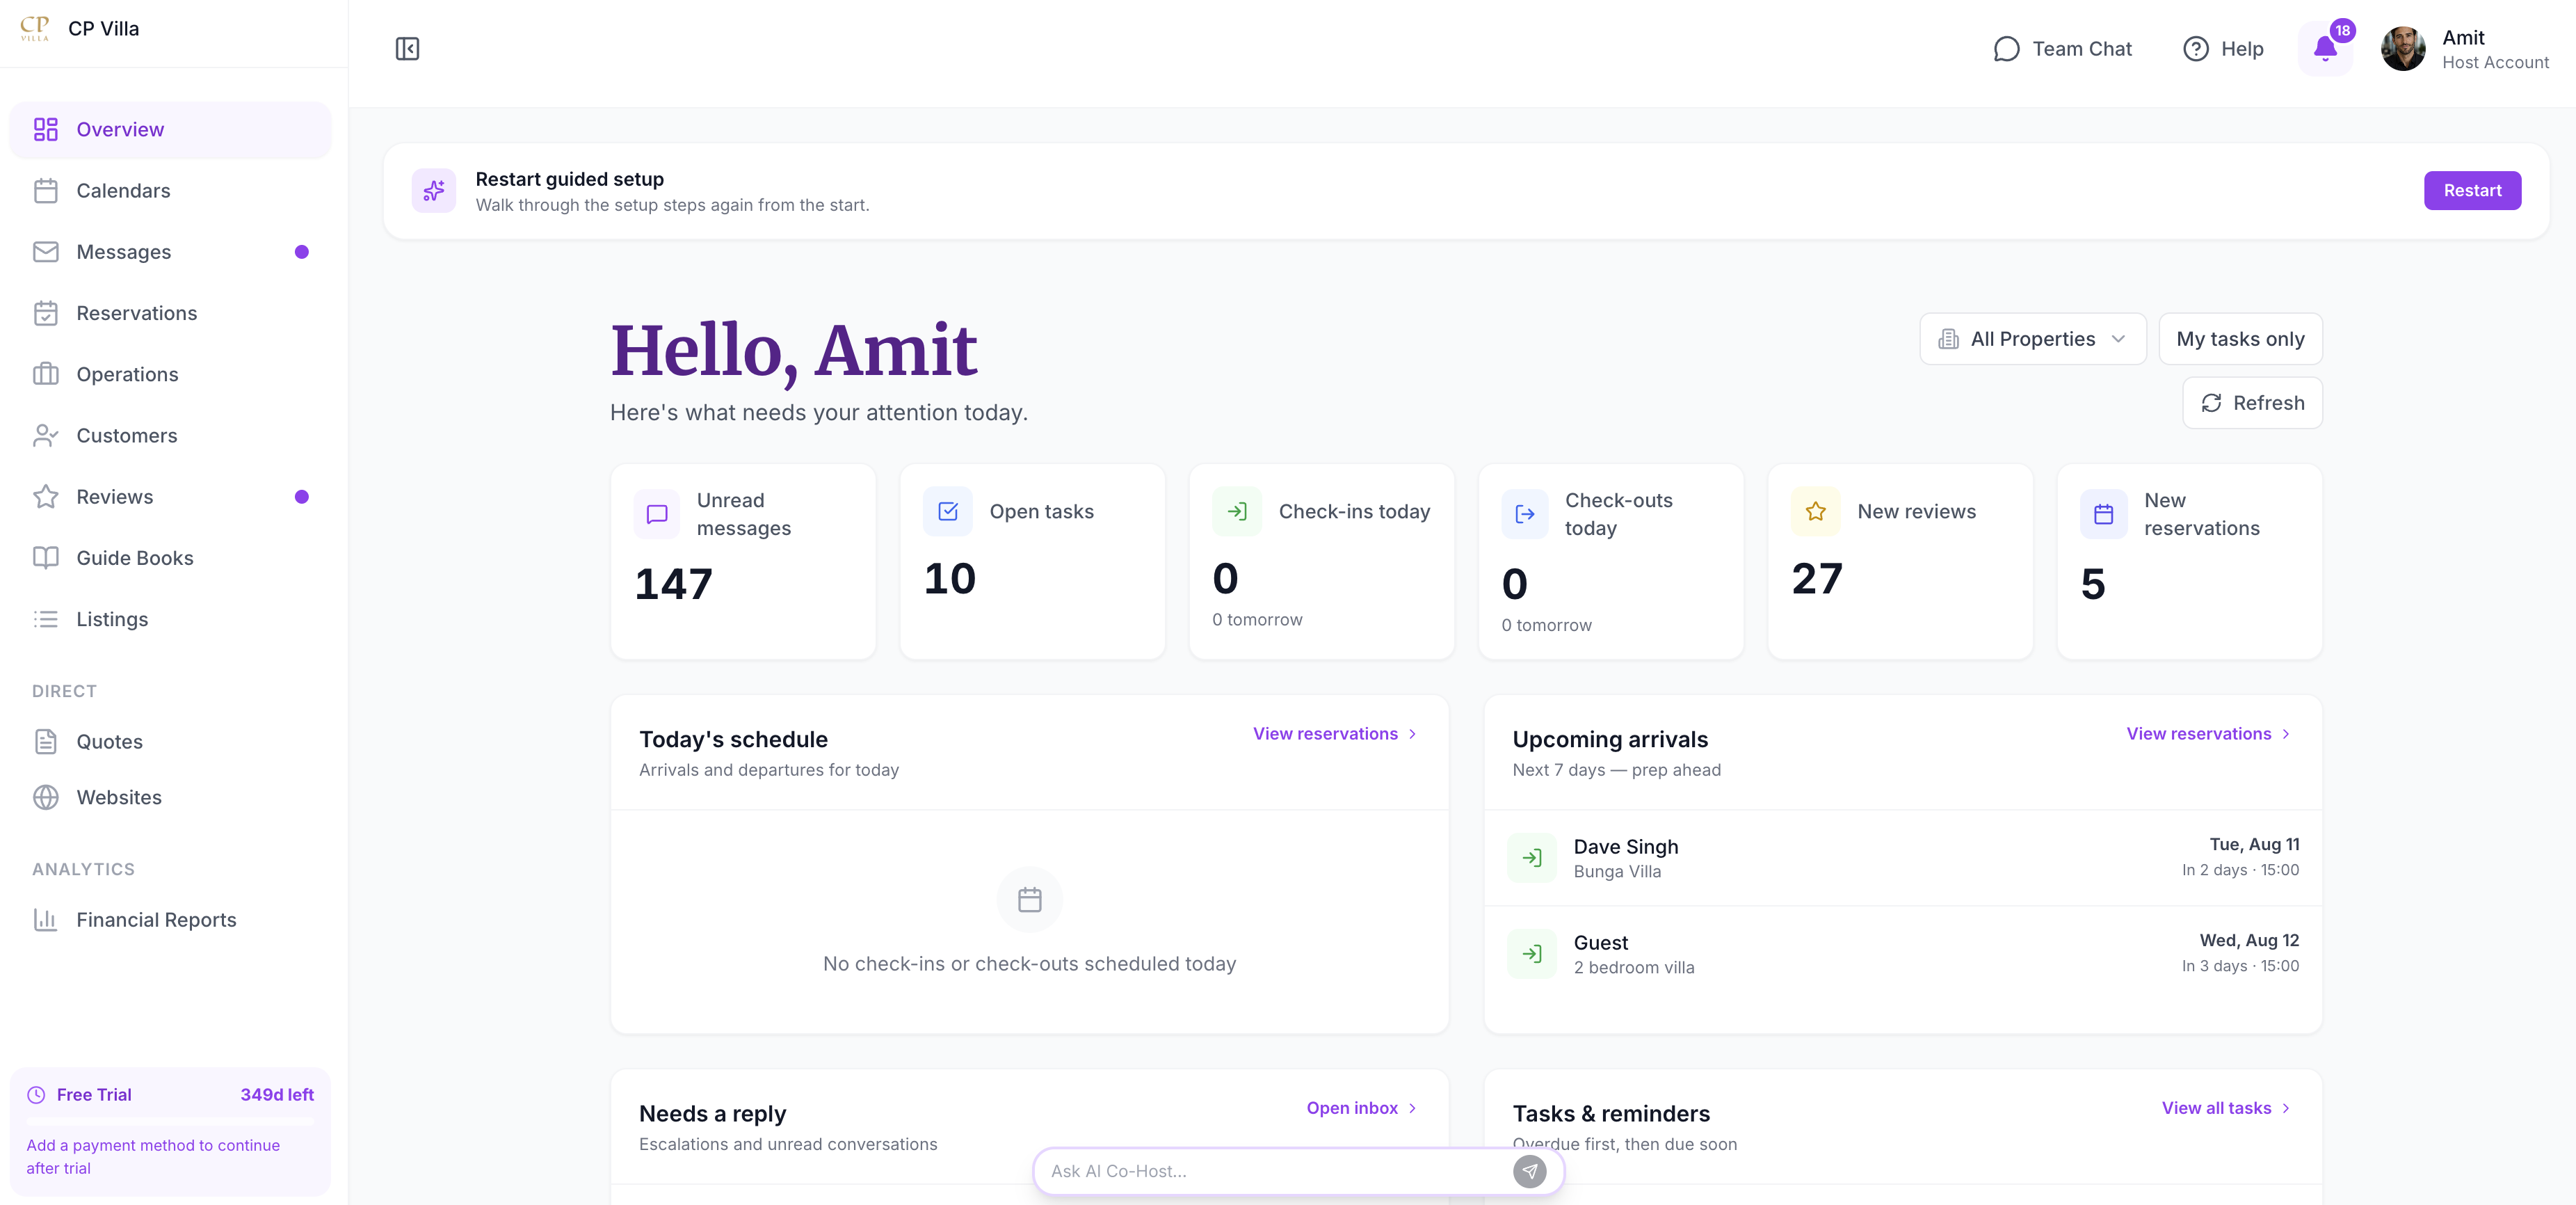 CP
VILLA
CP Villa
Team Chat
Help
18
Amit
Host Account
Overview
Calendars
Messages
Reservations
Operations
Customers
Reviews
Guide Books
Listings
DIRECT
Quotes
Websites
ANALYTICS
Financial Reports
Free Trial
349d left
Add a payment method to continue
after trial
Restart guided setup
Walk through the setup steps again from the start.
Restart
Hello, Amit
Here's what needs your attention today.
All Properties
My tasks only
Refresh
Unread
messages
147
Open tasks
10
Check-ins today
0
0 tomorrow
Check-outs
today
0
0 tomorrow
New reviews
27
New
reservations
5
Today's schedule
View reservations
Arrivals and departures for today
No check-ins or check-outs scheduled today
Upcoming arrivals
View reservations
Next 7 days — prep ahead
Dave Singh
Bunga Villa
Tue, Aug 11
In 2 days · 15:00
Guest
2 bedroom villa
Wed, Aug 12
In 3 days · 15:00
Needs a reply
Open inbox
Escalations and unread conversations
Tasks & reminders
View all tasks
Overdue first, then due soon
Ask AI Co-Host...